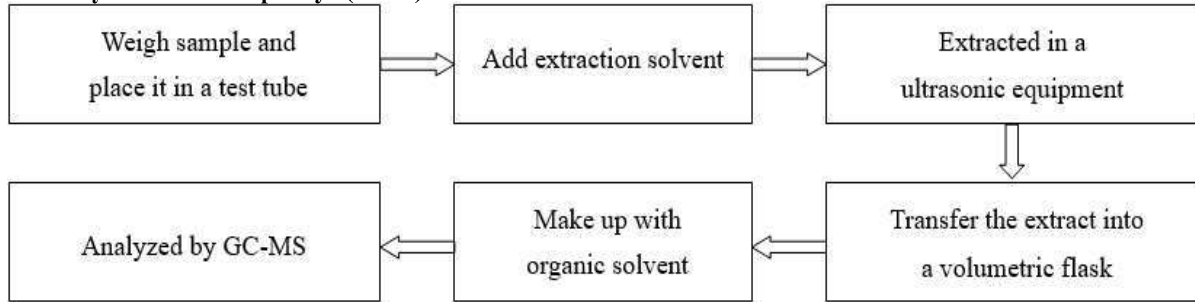 Weigh sample and
place it in a test tube
Add extraction solvent
Extracted in a
ultrasonic equipment
Transfer the extract into
a volumetric flask
Make up with
organic solvent
Analyzed by GC-MS